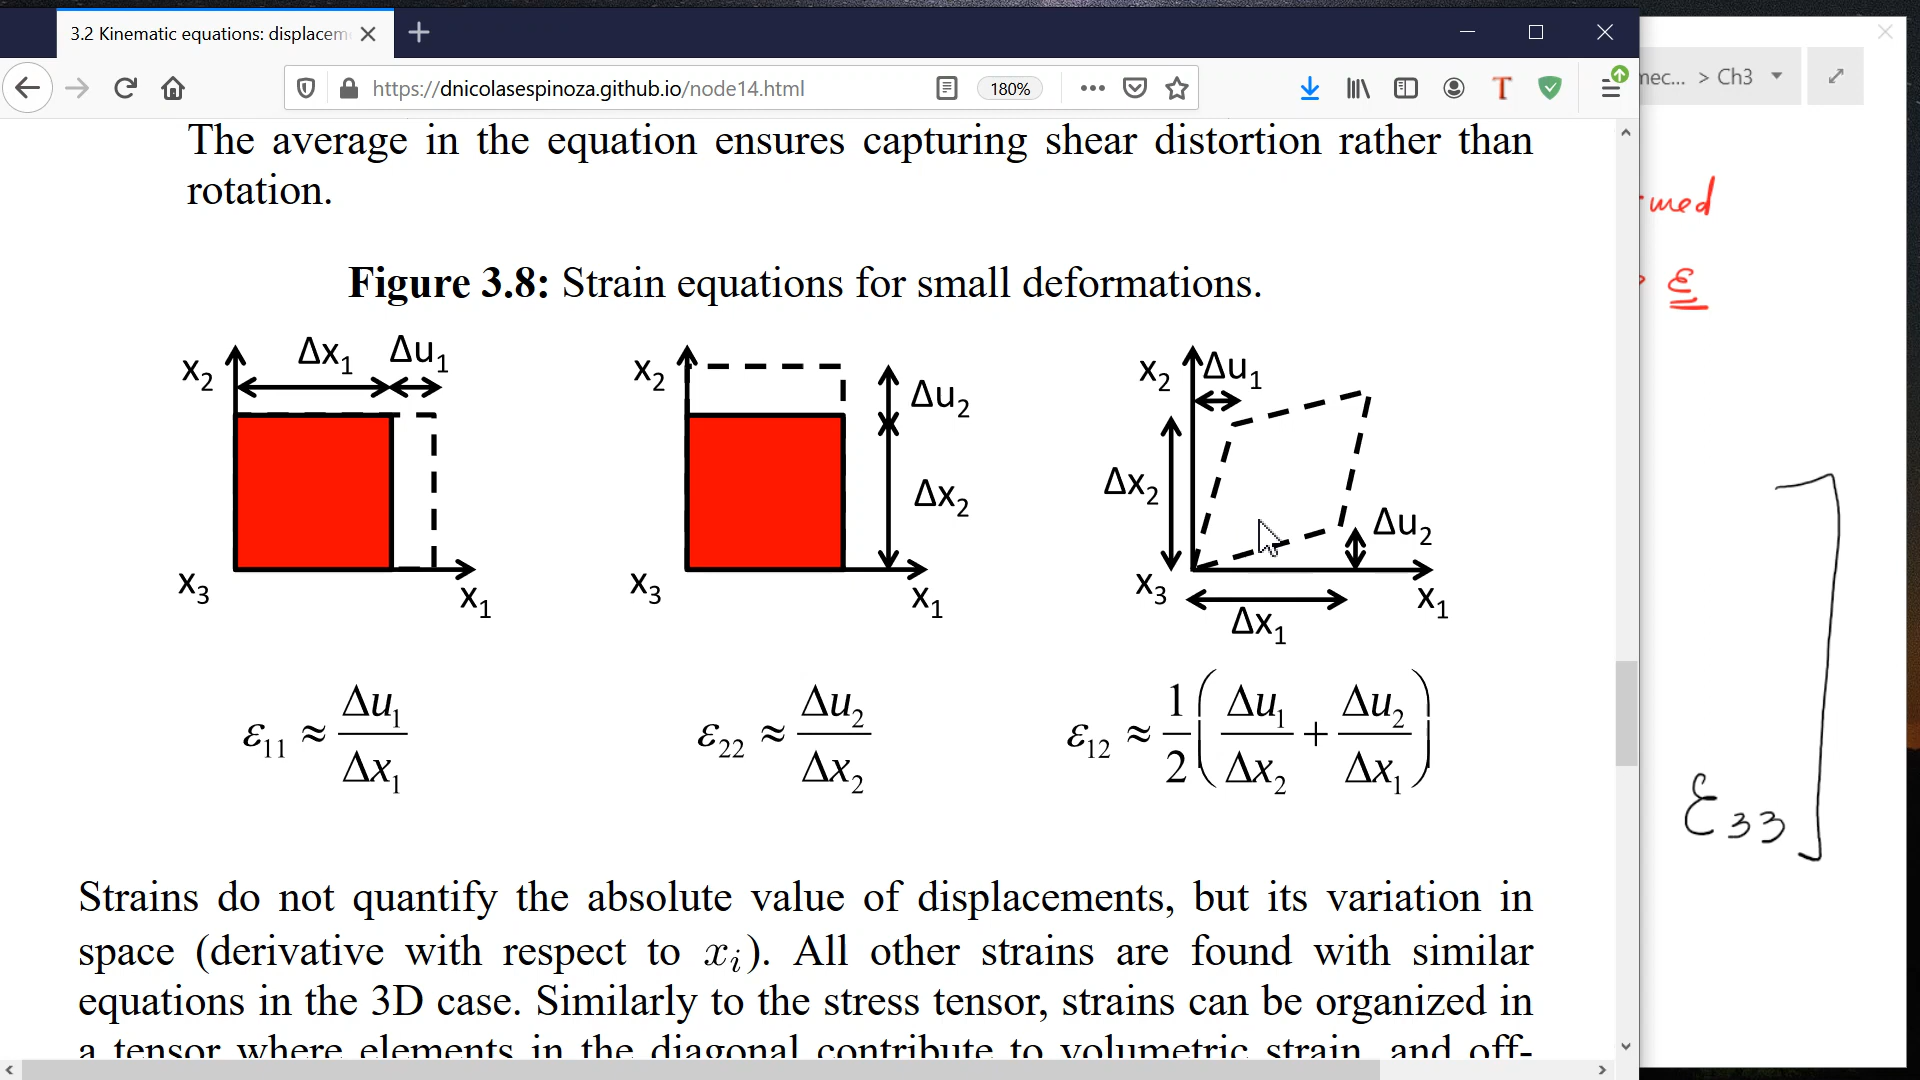 3.2 Kinematic equations: displacem
https://dnicolasespinoza.github.io/node14.html
180%
mec... > Ch3
The average in the equation ensures capturing shear distortion rather than
rotation.
Figure 3.8: Strain equations for small deformations.
x₂ Δx₁ Δu₁
x₃ x₁
x₂ Δu₂
Δx₂
x₃ x₁
x₂ Δu₁
Δx₂ Δu₂
x₃ x₁
Δx₁
ε₁₁ ≈ Δu₁/Δx₁
ε₂₂ ≈ Δu₂/Δx₂
ε₁₂ ≈ 1/2 (Δu₁/Δx₂ + Δu₂/Δx₁)
Strains do not quantify the absolute value of displacements, but its variation in
space (derivative with respect to xᵢ). All other strains are found with similar
equations in the 3D case. Similarly to the stress tensor, strains can be organized in
a tensor where elements in the diagonal contribute to volumetric strain, and off-
med
ε
ε₃₃